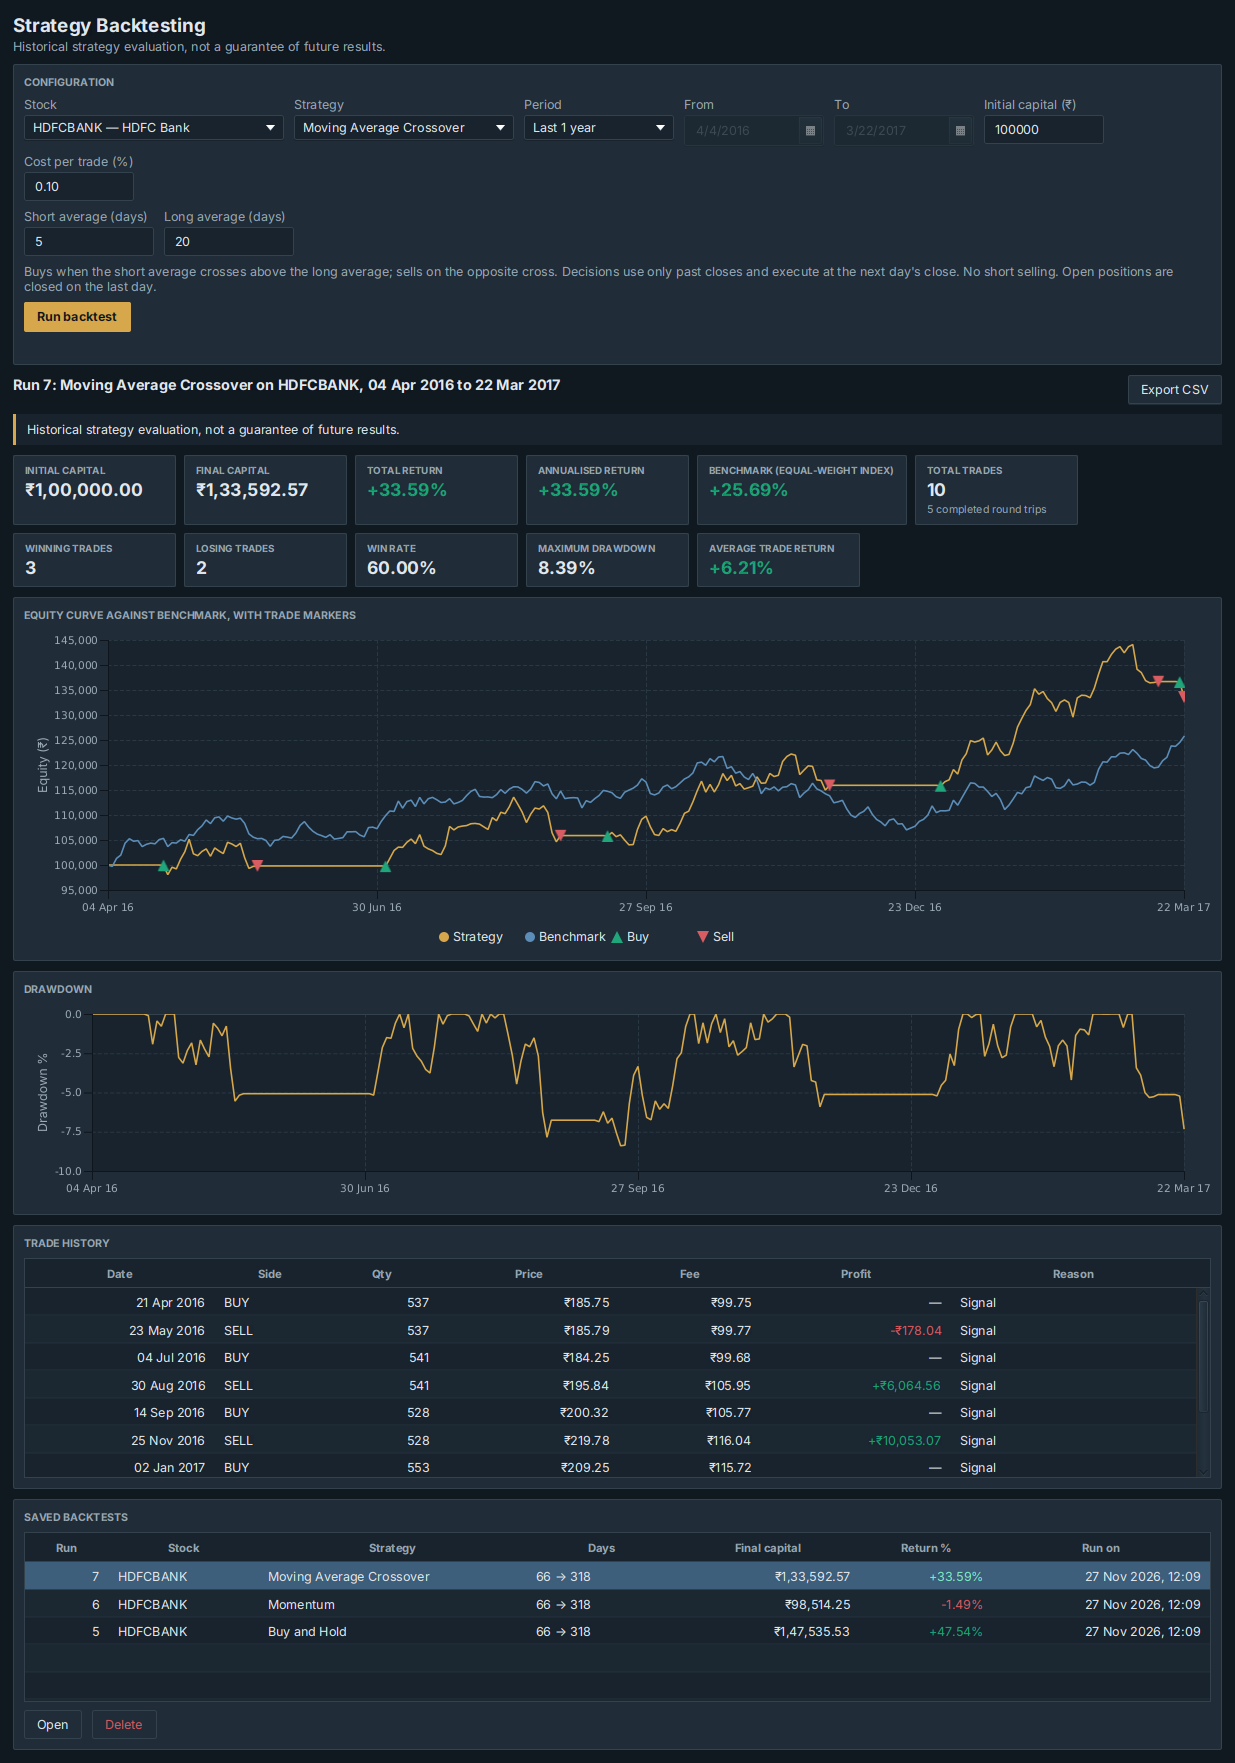 Strategy Backtesting
Historical strategy evaluation, not a guarantee of future results.
CONFIGURATION
Stock Strategy Period From To Initial capital (₹)
HDFCBANK — HDFC Bank Moving Average Crossover Last 1 year 4/4/2016 3/22/2017 100000
Cost per trade (%)
0.10
Short average (days) Long average (days)
5 20
Buys when the short average crosses above the long average; sells on the opposite cross. Decisions use only past closes and execute at the next day's close. No short selling. Open positions are
closed on the last day.
Run backtest
Run 7: Moving Average Crossover on HDFCBANK, 04 Apr 2016 to 22 Mar 2017
Export CSV
Historical strategy evaluation, not a guarantee of future results.
INITIAL CAPITAL FINAL CAPITAL TOTAL RETURN ANNUALISED RETURN BENCHMARK (EQUAL-WEIGHT INDEX) TOTAL TRADES
₹1,00,000.00 ₹1,33,592.57 +33.59% +33.59% +25.69% 10
5 completed round trips
WINNING TRADES LOSING TRADES WIN RATE MAXIMUM DRAWDOWN AVERAGE TRADE RETURN
3 2 60.00% 8.39% +6.21%
EQUITY CURVE AGAINST BENCHMARK, WITH TRADE MARKERS
145,000
140,000
135,000
130,000
125,000
120,000
115,000
110,000
105,000
100,000
95,000
Equity (₹)
04 Apr 16 30 Jun 16 27 Sep 16 23 Dec 16 22 Mar 17
Strategy Benchmark Buy Sell
DRAWDOWN
0.0
-2.5
-5.0
-7.5
-10.0
Drawdown %
04 Apr 16 30 Jun 16 27 Sep 16 23 Dec 16 22 Mar 17
TRADE HISTORY
Date Side Qty Price Fee Profit Reason
21 Apr 2016 BUY 537 ₹185.75 ₹99.75 — Signal
23 May 2016 SELL 537 ₹185.79 ₹99.77 -₹178.04 Signal
04 Jul 2016 BUY 541 ₹184.25 ₹99.68 — Signal
30 Aug 2016 SELL 541 ₹195.84 ₹105.95 +₹6,064.56 Signal
14 Sep 2016 BUY 528 ₹200.32 ₹105.77 — Signal
25 Nov 2016 SELL 528 ₹219.78 ₹116.04 +₹10,053.07 Signal
02 Jan 2017 BUY 553 ₹209.25 ₹115.72 — Signal
SAVED BACKTESTS
Run Stock Strategy Days Final capital Return % Run on
7 HDFCBANK Moving Average Crossover 66 → 318 ₹1,33,592.57 +33.59% 27 Nov 2026, 12:09
6 HDFCBANK Momentum 66 → 318 ₹98,514.25 -1.49% 27 Nov 2026, 12:09
5 HDFCBANK Buy and Hold 66 → 318 ₹1,47,535.53 +47.54% 27 Nov 2026, 12:09
Open Delete